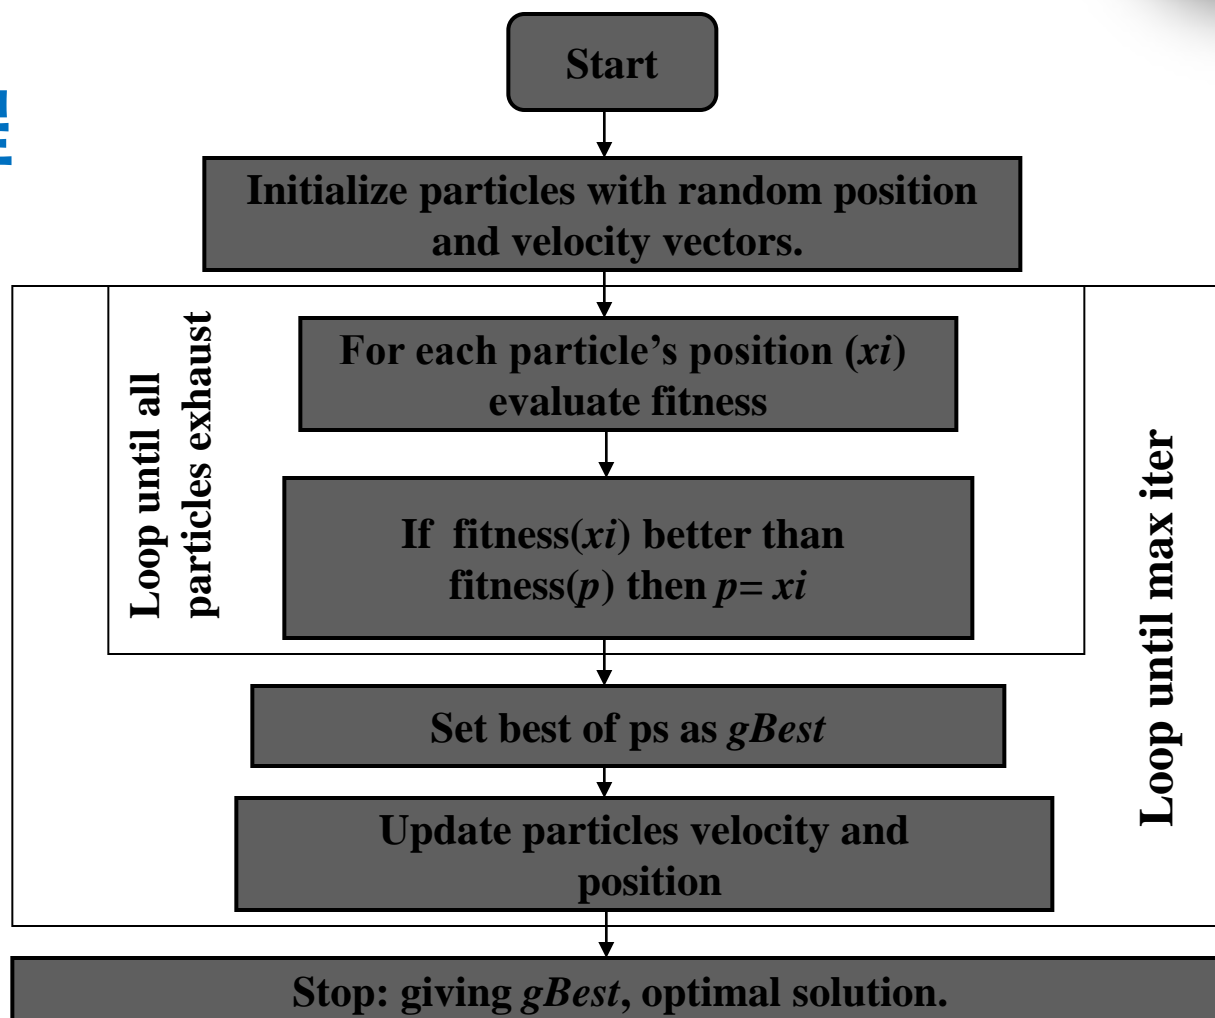 Start
Initialize particles with random position
and velocity vectors.
Loop until all
particles exhaust
For each particle’s position (xi)
evaluate fitness
If fitness(xi) better than
fitness(p) then p= xi
Loop until max iter
Set best of ps as gBest
Update particles velocity and
position
Stop: giving gBest, optimal solution.